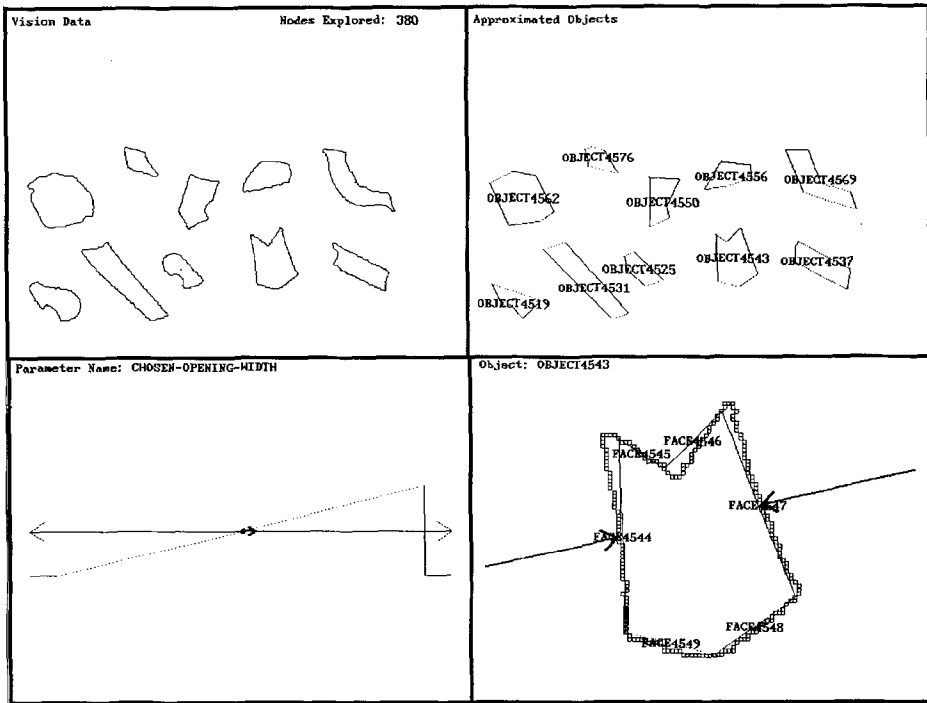 Vision Data
Nodes Explored: 380
Approximated Objects
OBJECT4576
OBJECT4556
OBJECT4569
OBJECT4562
OBJECT4550
OBJECT4543
OBJECT4537
OBJECT4525
OBJECT4531
OBJECT4519
Parameter Name: CHOSEN-OPENING-WIDTH
Object: OBJECT4543
FACE4546
FACE4545
FACE4547
FACE4544
FACE4548
FACE4549